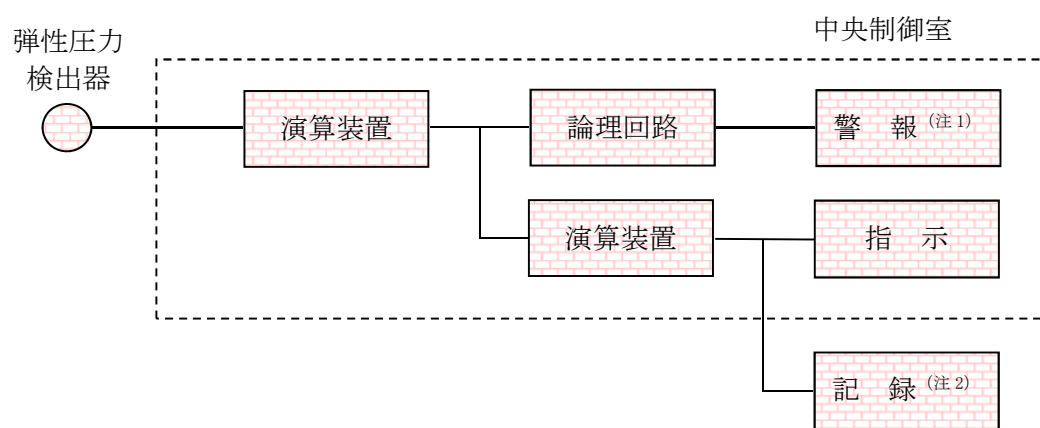 中央制御室
弾性圧力
検出器
演算装置
論理回路
警 報 (注1)
演算装置
指 示
記 録 (注2)